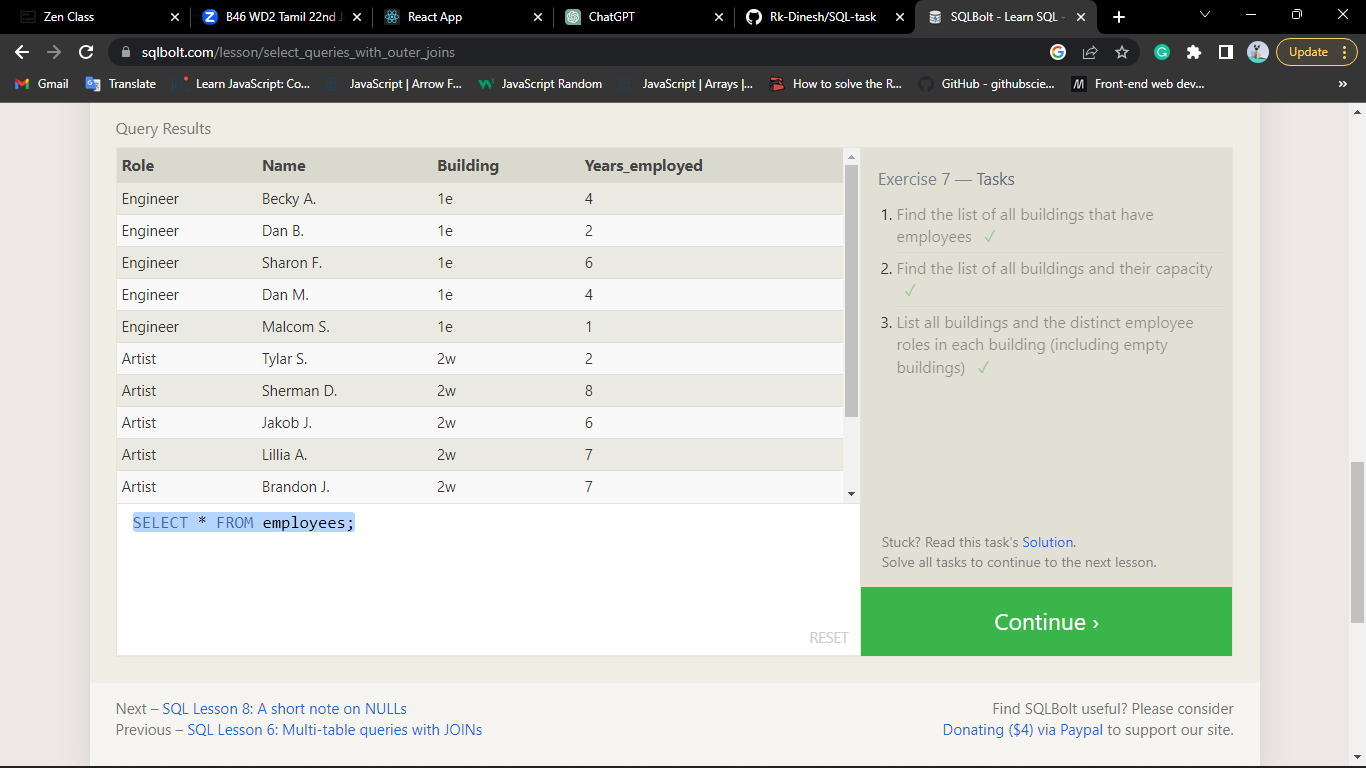 Zen Class
B46 WD2 Tamil 22nd J
React App
ChatGPT
Rk-Dinesh/SQL-task
SQLBolt - Learn SQL -
sqlbolt.com/lesson/select_queries_with_outer_joins
Update
Gmail
Translate
Learn JavaScript: Co...
JavaScript | Arrow F...
JavaScript Random
JavaScript | Arrays |...
How to solve the R...
GitHub - githubscie...
Front-end web dev...
»
Query Results
Role Name Building Years_employed
Engineer Becky A. 1e 4
Engineer Dan B. 1e 2
Engineer Sharon F. 1e 6
Engineer Dan M. 1e 4
Engineer Malcom S. 1e 1
Artist Tylar S. 2w 2
Artist Sherman D. 2w 8
Artist Jakob J. 2w 6
Artist Lillia A. 2w 7
Artist Brandon J. 2w 7
SELECT * FROM employees;
RESET
Exercise 7 — Tasks
1. Find the list of all buildings that have
employees ✓
2. Find the list of all buildings and their capacity
✓
3. List all buildings and the distinct employee
roles in each building (including empty
buildings) ✓
Stuck? Read this task's Solution.
Solve all tasks to continue to the next lesson.
Continue ›
Next – SQL Lesson 8: A short note on NULLs
Previous – SQL Lesson 6: Multi-table queries with JOINs
Find SQLBolt useful? Please consider
Donating ($4) via Paypal to support our site.